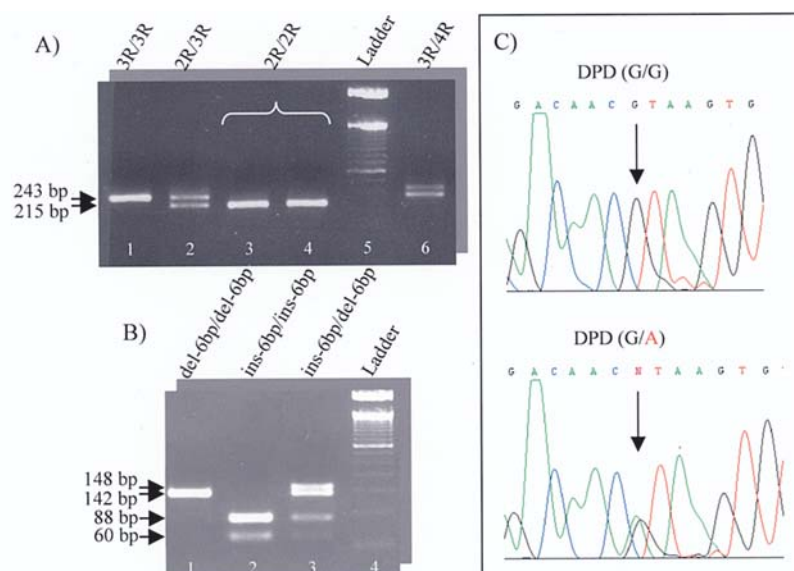 A)
3R/3R
2R/3R
2R/2R
Ladder
3R/4R
243 bp
215 bp
1 2 3 4 5 6
B)
del-6bp/del-6bp
ins-6bp/ins-6bp
ins-6bp/del-6bp
Ladder
148 bp
142 bp
88 bp
60 bp
1 2 3 4
C)
DPD (G/G)
G A C A A C G T A A G T G
DPD (G/A)
G A C A A C N T A A G T G